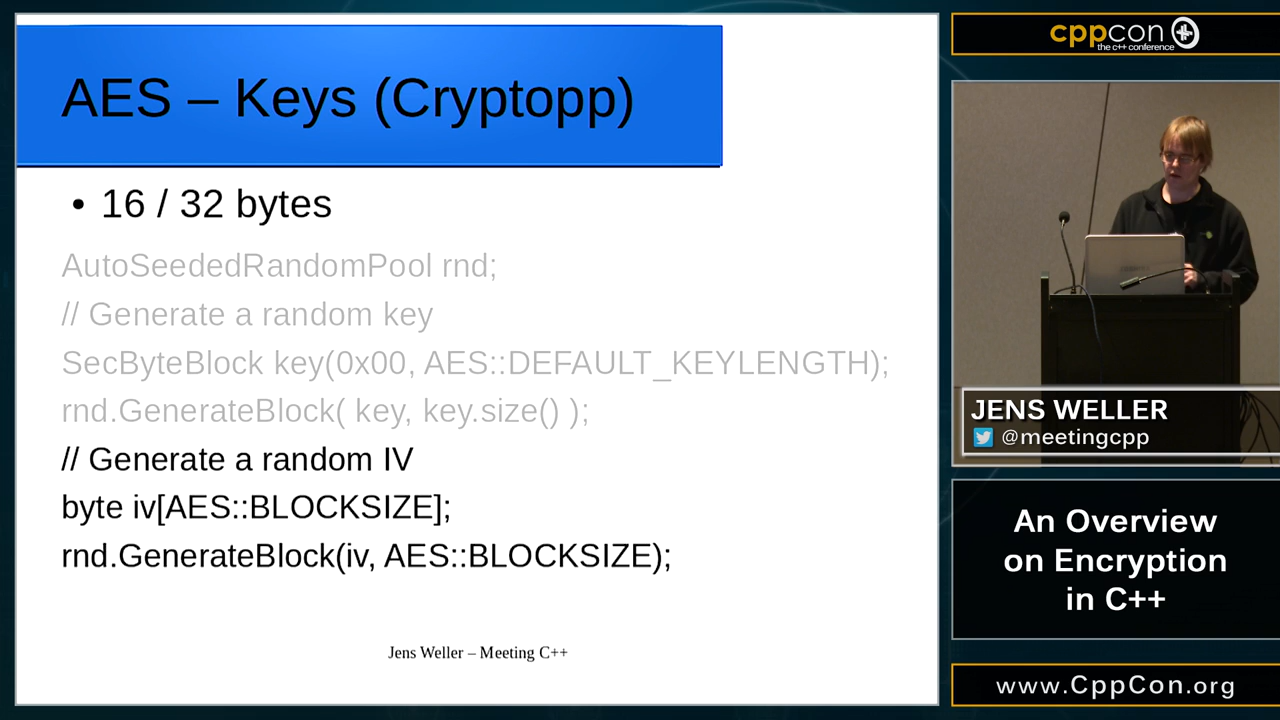 AES – Keys (Cryptopp)
• 16 / 32 bytes
AutoSeededRandomPool rnd;
// Generate a random key
SecByteBlock key(0x00, AES::DEFAULT_KEYLENGTH);
rnd.GenerateBlock( key, key.size() );
// Generate a random IV
byte iv[AES::BLOCKSIZE];
rnd.GenerateBlock(iv, AES::BLOCKSIZE);
Jens Weller – Meeting C++
cppcon
the c++ conference
JENS WELLER
@meetingcpp
An Overview
on Encryption
in C++
www.CppCon.org